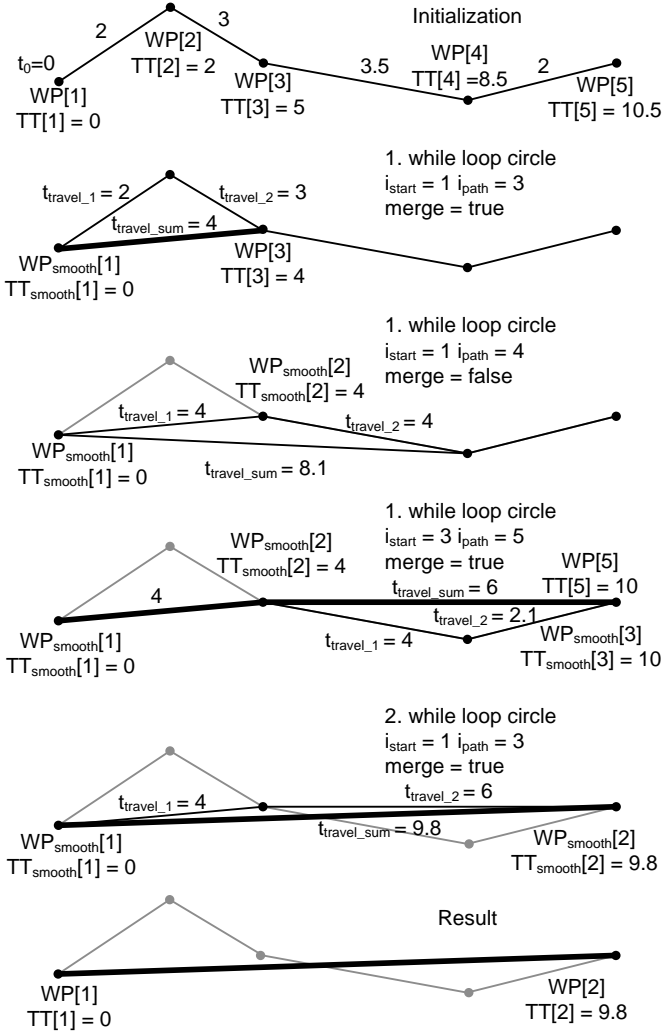 Initialization
2
3
t0=0
WP[2]
TT[2] = 2
WP[1]
TT[1] = 0
WP[3]
TT[3] = 5
3.5
WP[4]
TT[4] =8.5
2
WP[5]
TT[5] = 10.5
1. while loop circle
istart = 1 ipath = 3
merge = true
ttravel_1 = 2
ttravel_2 = 3
ttravel_sum = 4
WPsmooth[1]
TTsmooth[1] = 0
WP[3]
TT[3] = 4
1. while loop circle
istart = 1 ipath = 4
merge = false
WPsmooth[2]
TTsmooth[2] = 4
ttravel_1 = 4
ttravel_2 = 4
WPsmooth[1]
TTsmooth[1] = 0
ttravel_sum = 8.1
1. while loop circle
istart = 3 ipath = 5
merge = true
WPsmooth[2]
TTsmooth[2] = 4
WP[5]
TT[5] = 10
4
ttravel_sum = 6
ttravel_2 = 2.1
ttravel_1 = 4
WPsmooth[1]
TTsmooth[1] = 0
WPsmooth[3]
TTsmooth[3] = 10
2. while loop circle
istart = 1 ipath = 3
merge = true
ttravel_1 = 4
ttravel_2 = 6
ttravel_sum = 9.8
WPsmooth[1]
TTsmooth[1] = 0
WPsmooth[2]
TTsmooth[2] = 9.8
Result
WP[1]
TT[1] = 0
WP[2]
TT[2] = 9.8